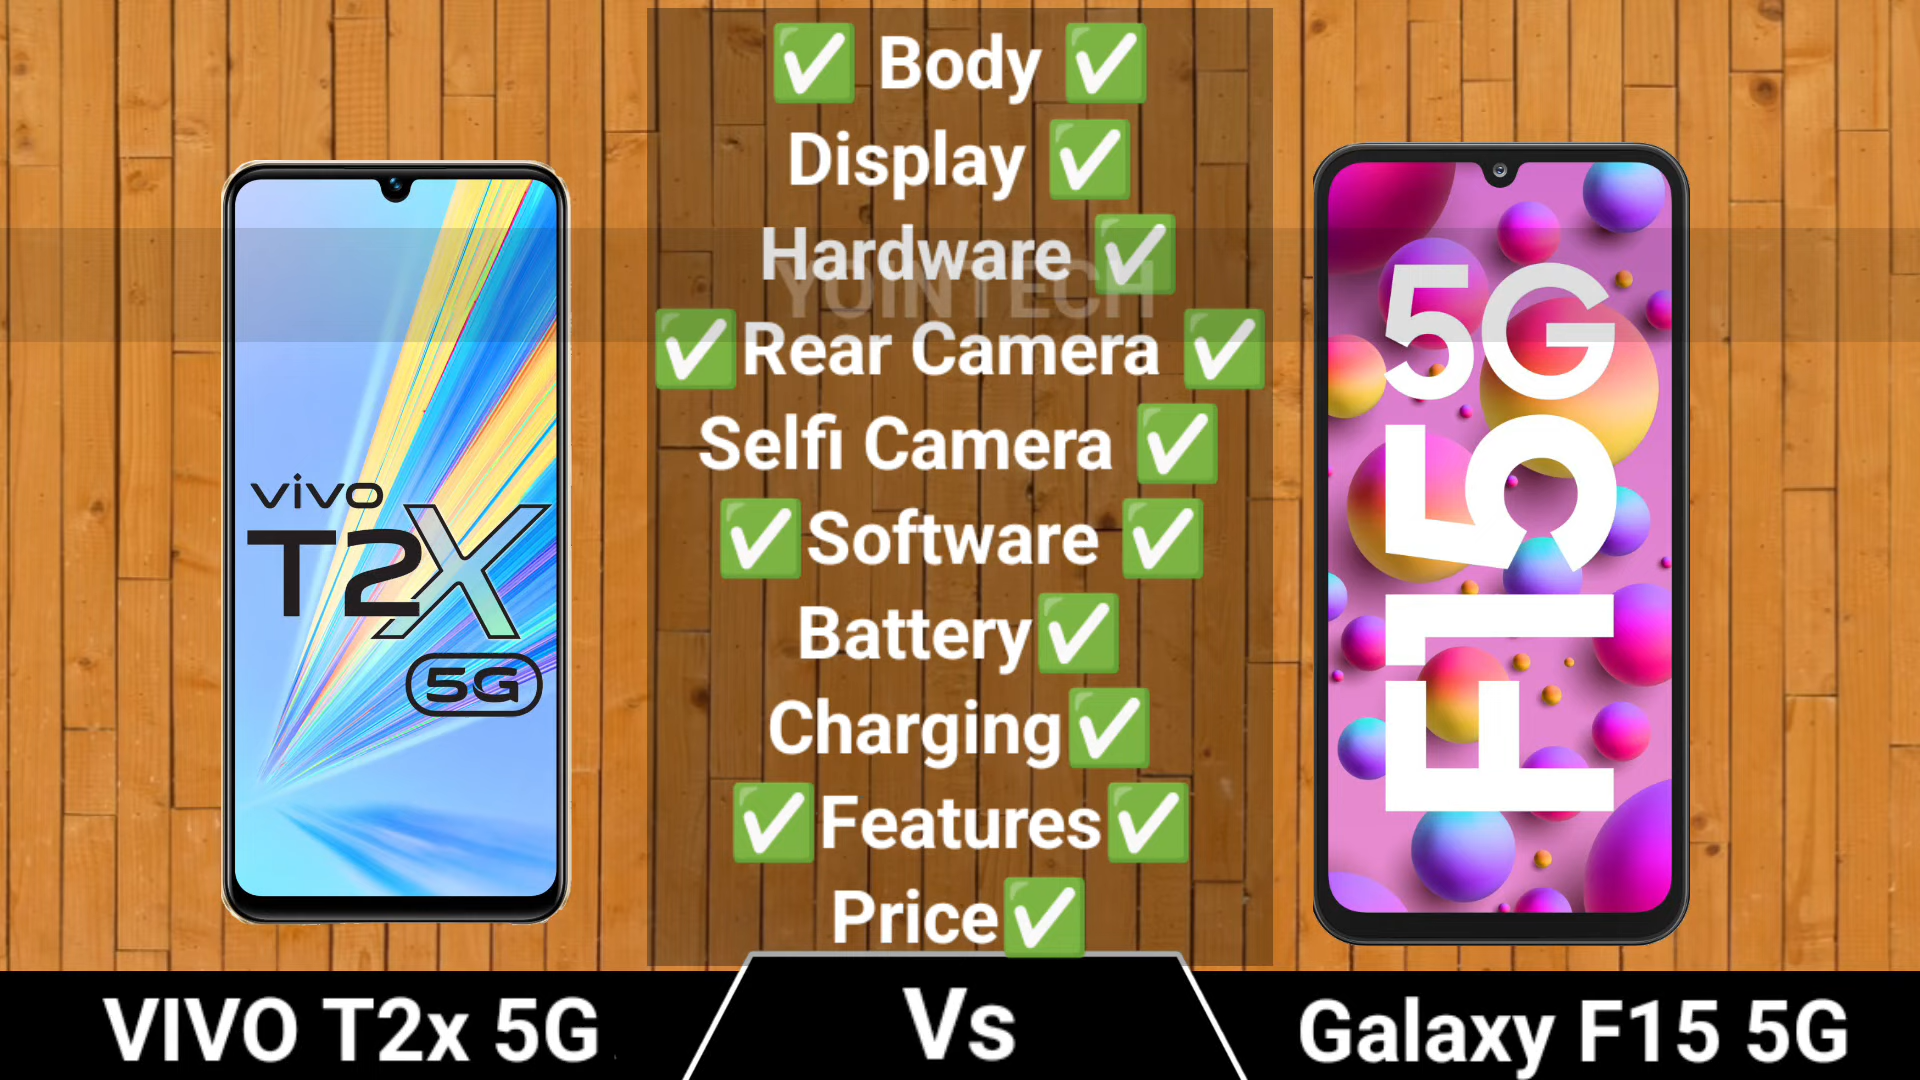 ✅ Body ✅
Display ✅
Hardware ✅
YOINTECH
✅Rear Camera ✅
Selfi Camera ✅
✅Software ✅
Battery✅
Charging✅
✅Features✅
Price✅
vivo
T2X
5G
F15 5G
VIVO T2x 5G
Vs
Galaxy F15 5G